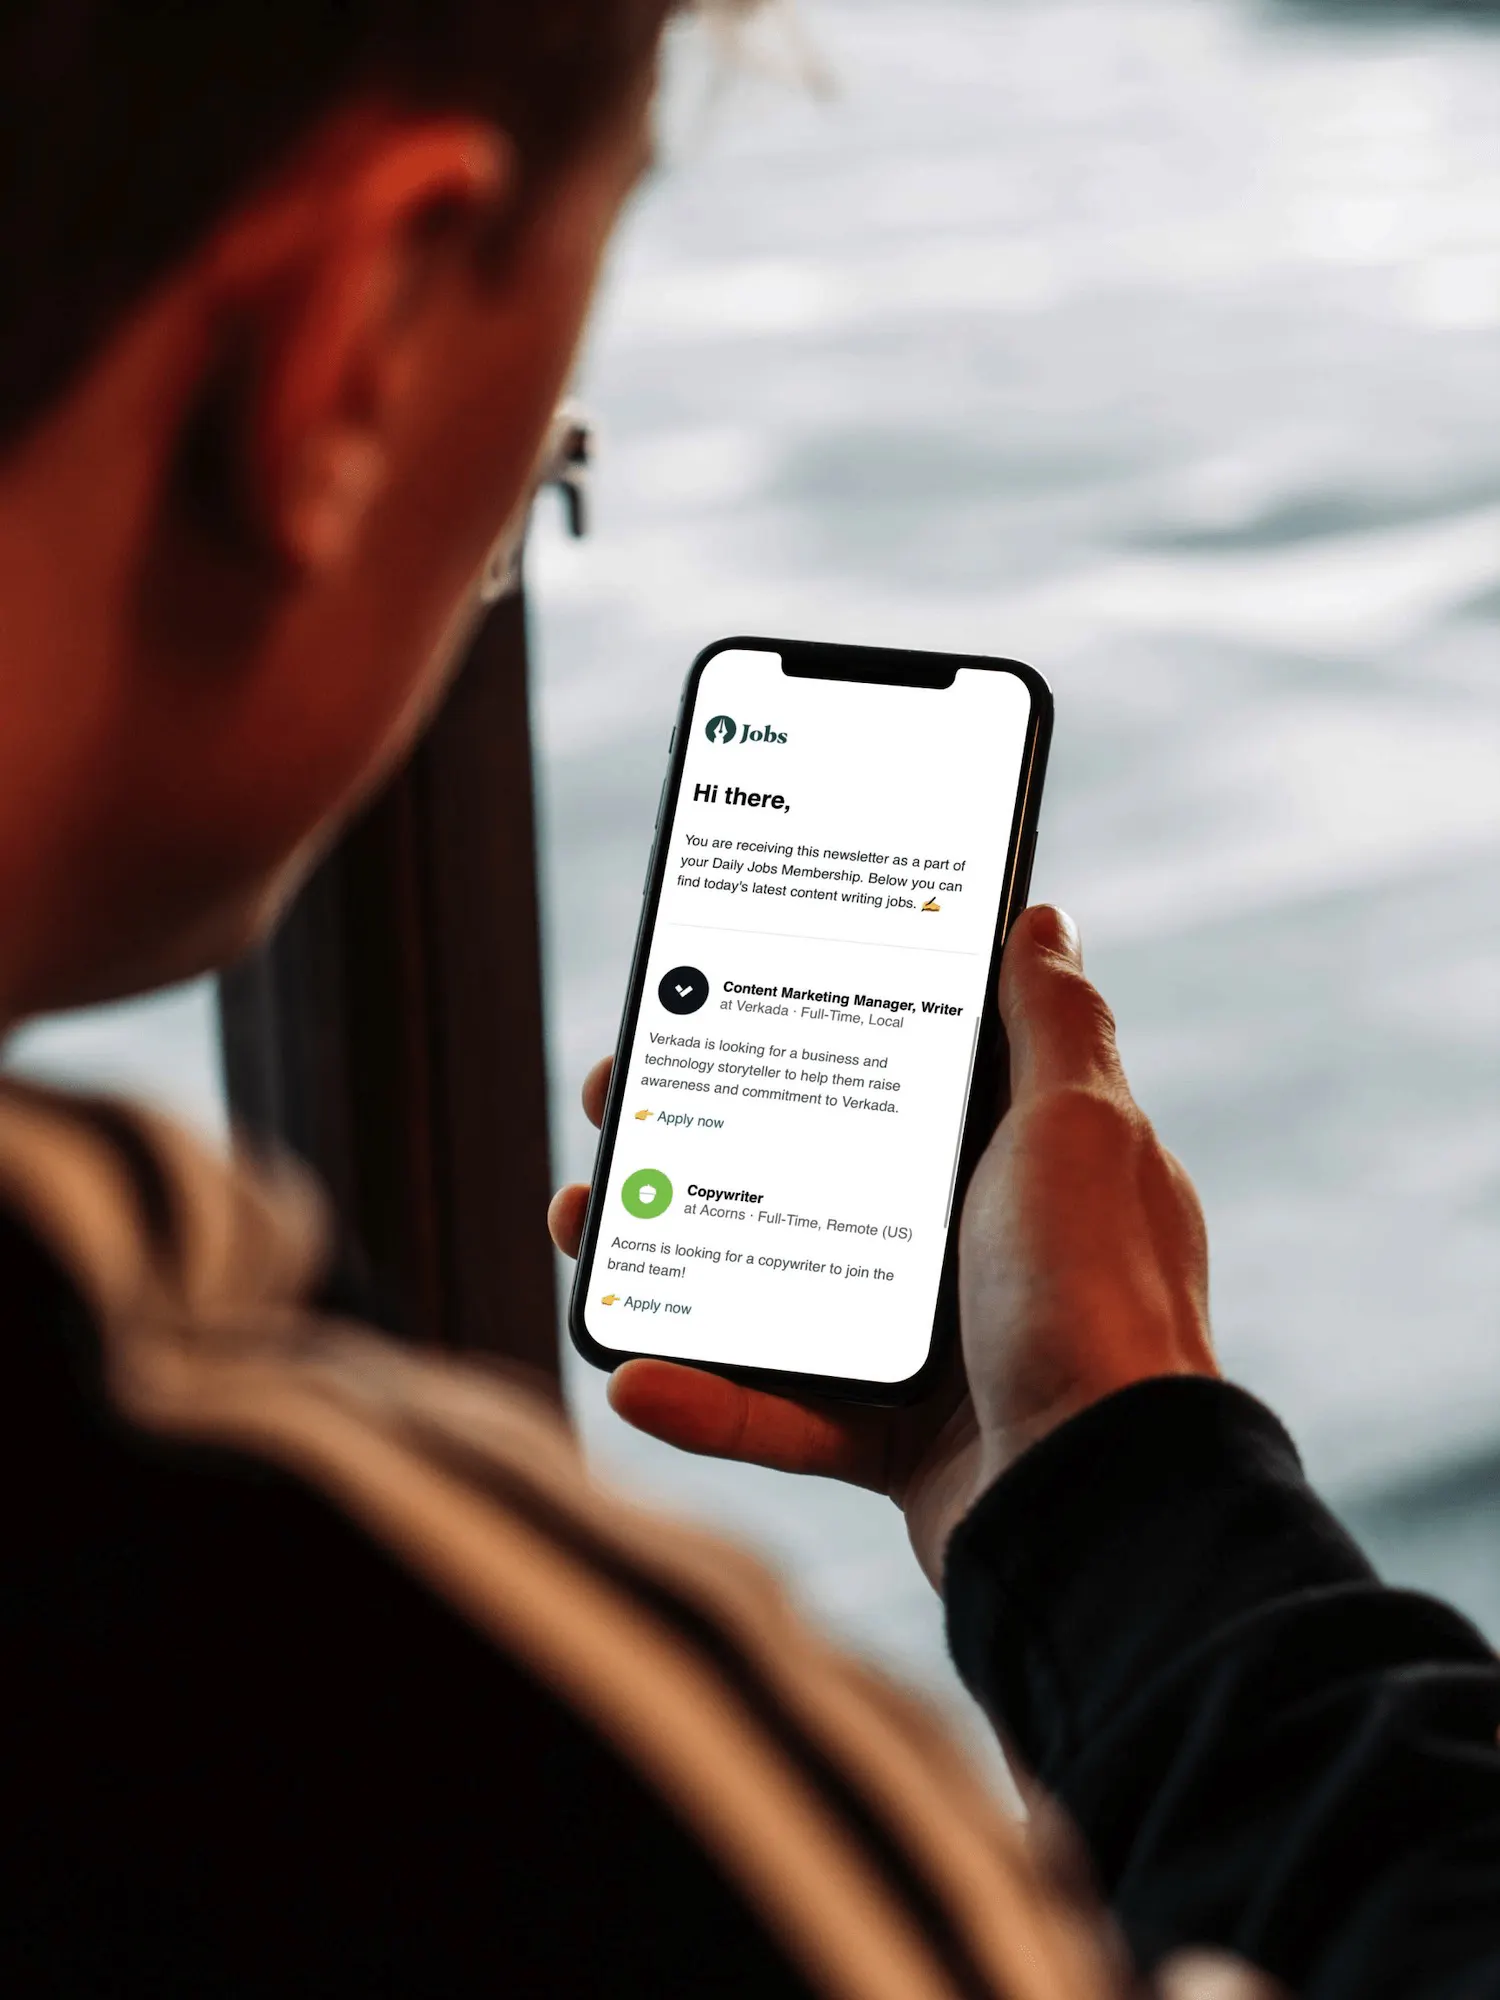 Jobs
Hi there,
You are receiving this newsletter as a part of
your Daily Jobs Membership. Below you can
find today's latest content writing jobs. ✍️
Content Marketing Manager, Writer
at Verkada · Full-Time, Local
Verkada is looking for a business and
technology storyteller to help them raise
awareness and commitment to Verkada.
👉 Apply now
Copywriter
at Acorns · Full-Time, Remote (US)
Acorns is looking for a copywriter to join the
brand team!
👉 Apply now